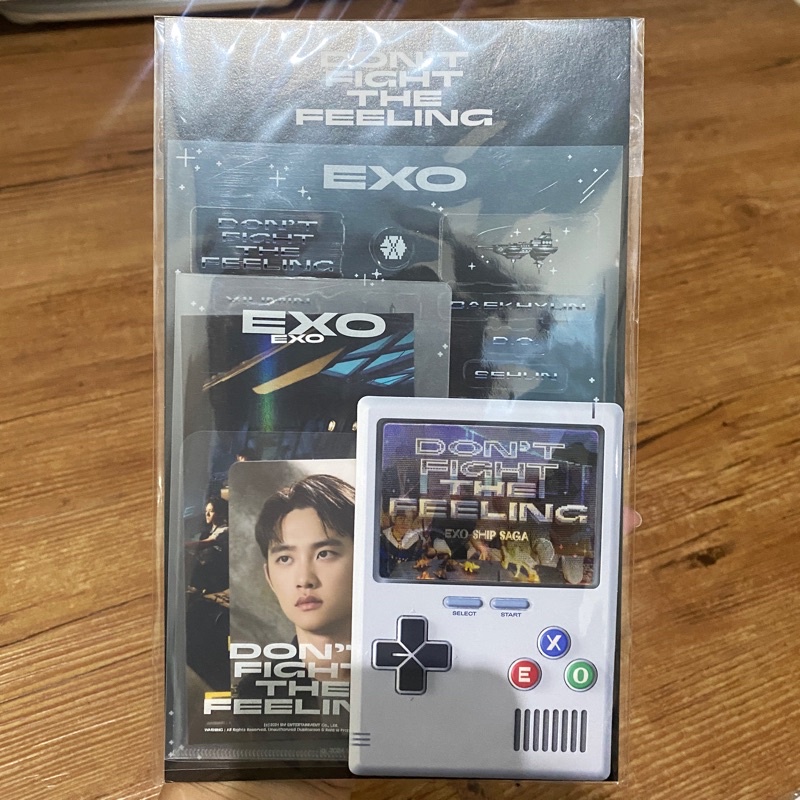 DON'T
FIGHT
THE
FEELING
EXO
DON'T
FIGHT
THE
FEELING
BAEKHYUN
D.O.
SEHUN
EXO
EXO
DON'T
FIGHT
THE
FEELIN
DON'T
FIGHT
THE
FEELING
EXO SHIP SAGA
SELECT START
X
E O